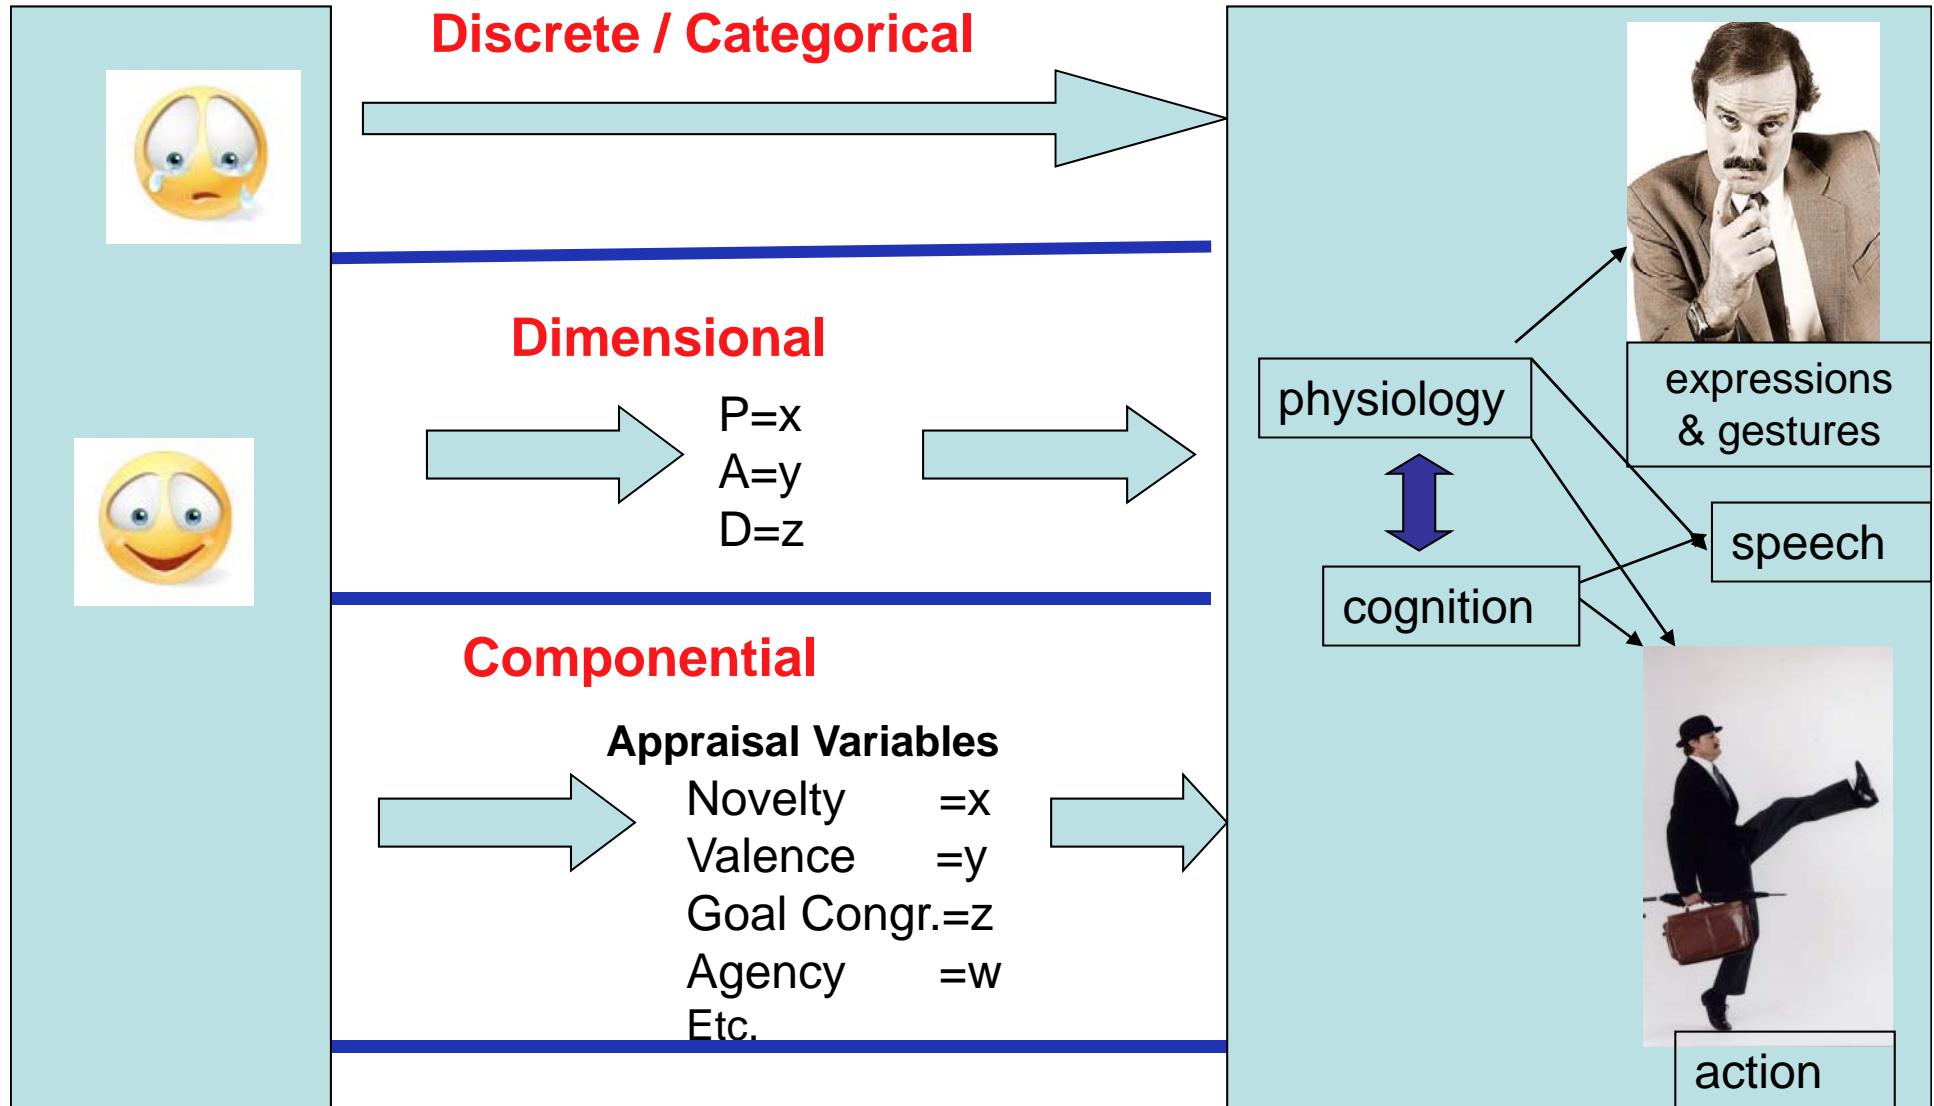 Discrete / Categorical
Dimensional
P=x
A=y
D=z
Componential
Appraisal Variables
Novelty =x
Valence =y
Goal Congr.=z
Agency =w
Etc.
physiology
cognition
expressions
& gestures
speech
action